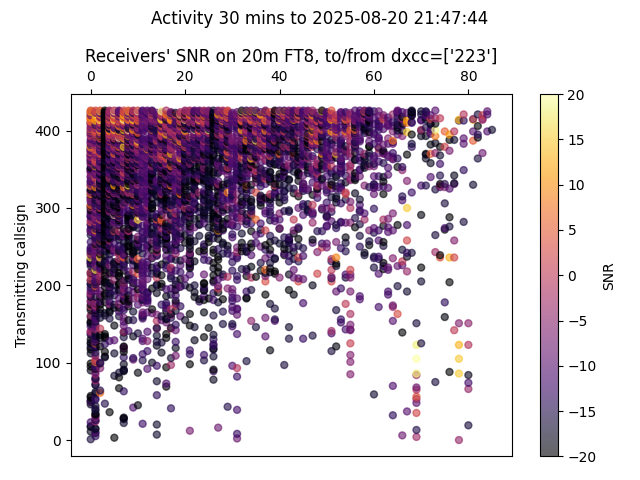 Activity 30 mins to 2025-08-20 21:47:44
Receivers' SNR on 20m FT8, to/from dxcc=['223']
0 20 40 60 80
400
300
200
100
0
Transmitting callsign
20
15
10
5
0
−5
−10
−15
−20
SNR